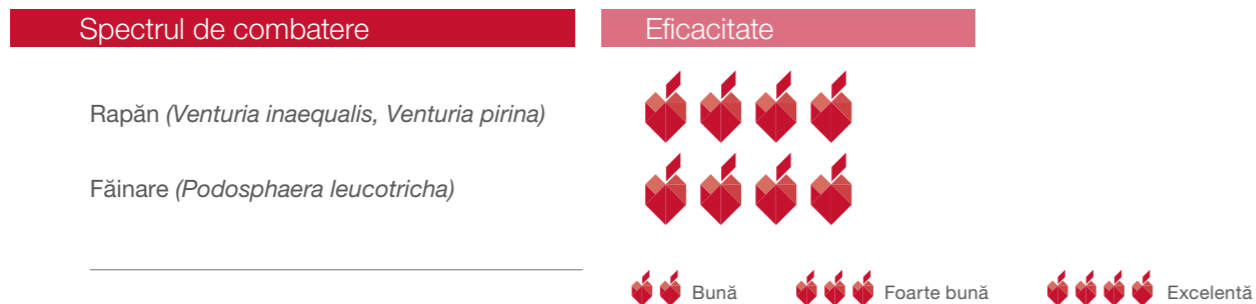 Spectrul de combatere
Eficacitate
Rapăn (Venturia inaequalis, Venturia pirina)
Făinare (Podosphaera leucotricha)
Bună
Foarte bună
Excelentă